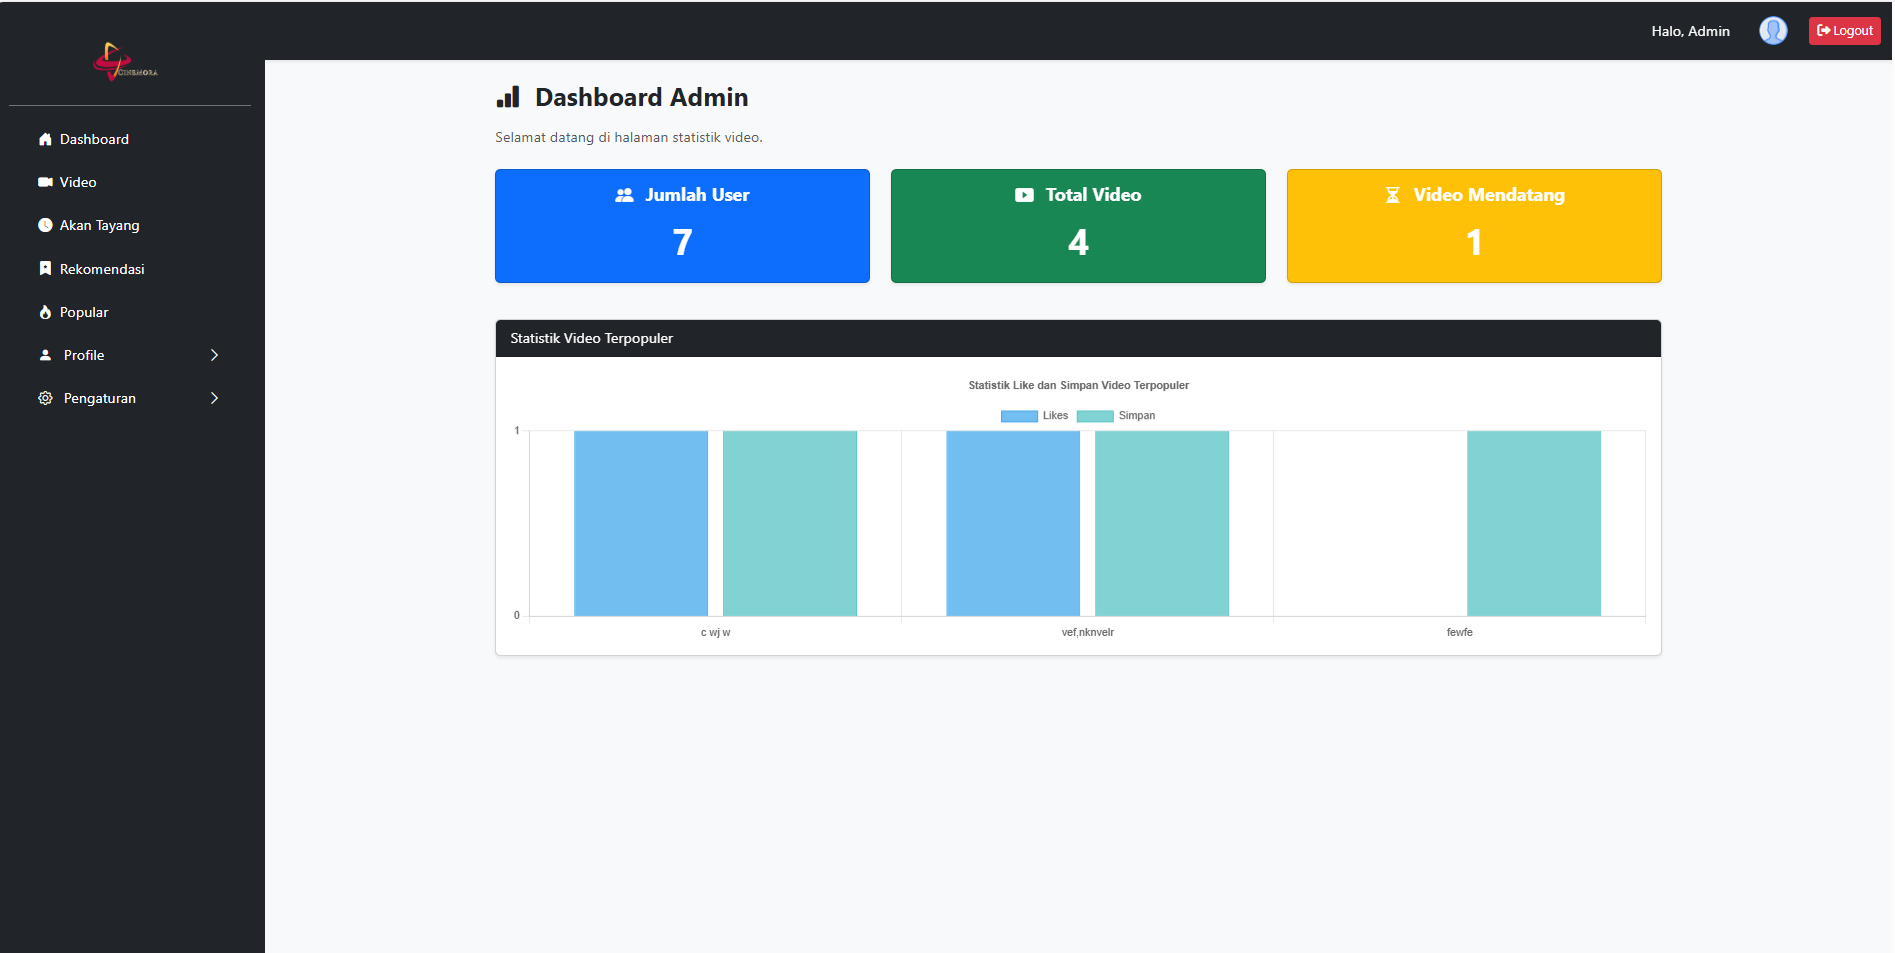 Halo, Admin
Logout
CINEMORA
Dashboard
Video
Akan Tayang
Rekomendasi
Popular
Profile
Pengaturan
Dashboard Admin
Selamat datang di halaman statistik video.
Jumlah User
7
Total Video
4
Video Mendatang
1
Statistik Video Terpopuler
Statistik Like dan Simpan Video Terpopuler
Likes Simpan
1
0
c wj w vef,nknvelr fewfe